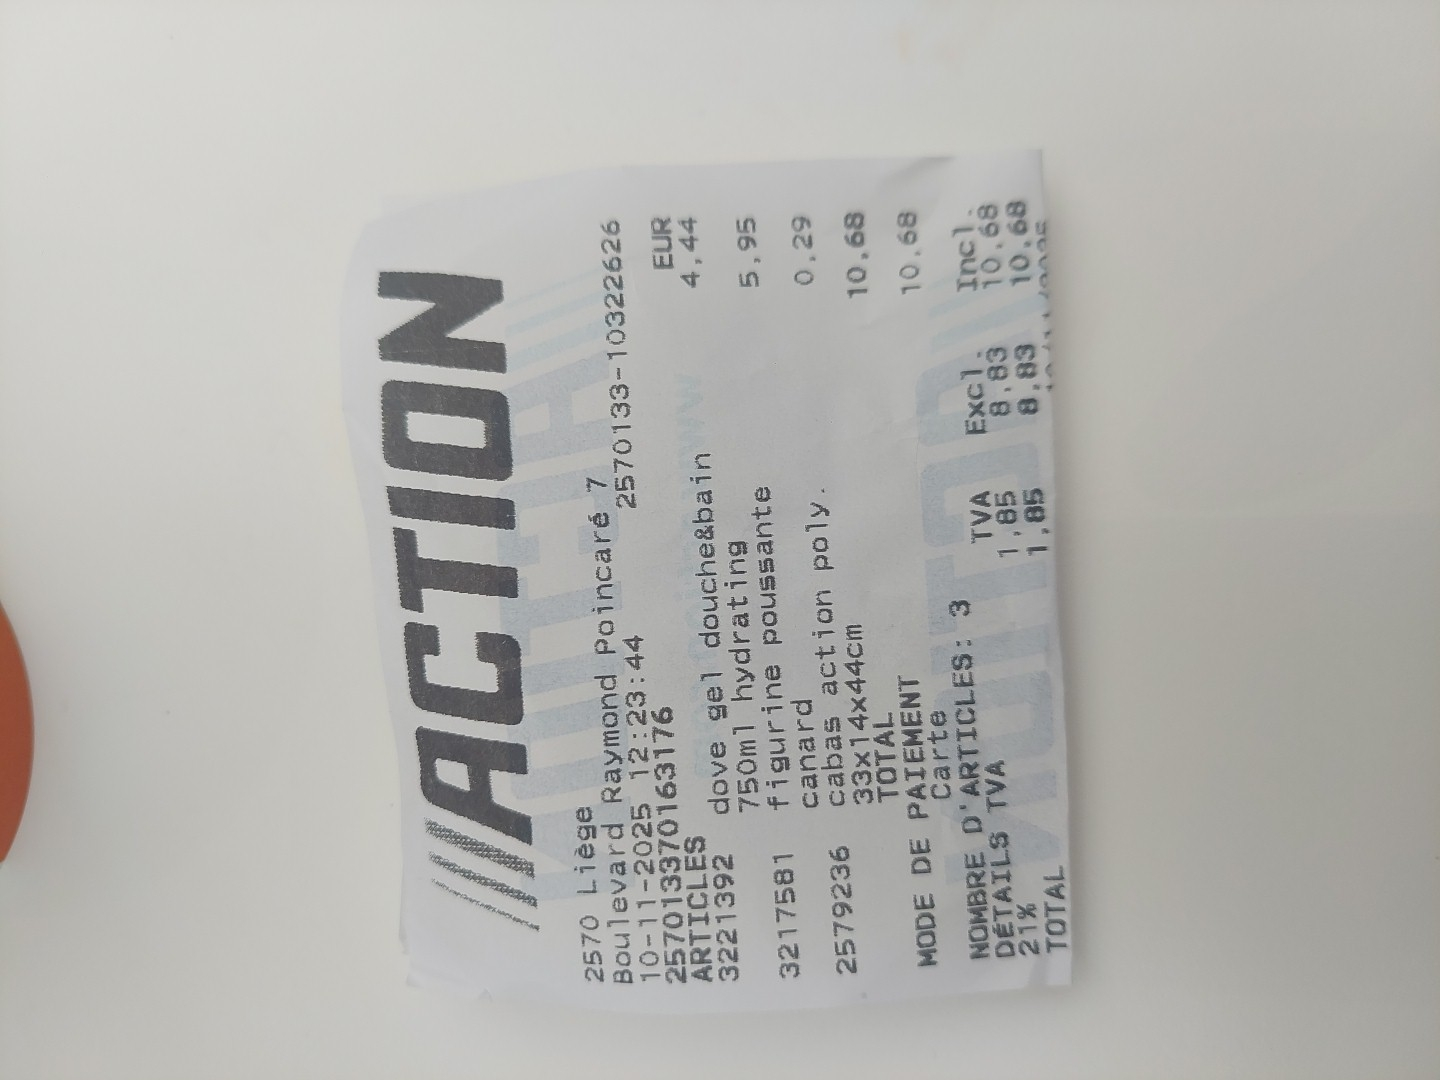 ///ACTION
2570 Liège
Boulevard Raymond Poincaré 7
10-11-2025 12:23:44 2570133-10322626
257013370163176
ARTICLES EUR
3221392 dove gel douche&bain 4,44
750ml hydrating
3217581 figurine poussante 5,95
canard
2579236 cabas action poly. 0,29
33x14x44cm
TOTAL 10,68
MODE DE PAIEMENT
Carte 10,68
NOMBRE D'ARTICLES: 3
DÉTAILS TVA TVA Excl. Incl.
21% 1,85 8,83 10,68
TOTAL 1,85 8,83 10,68